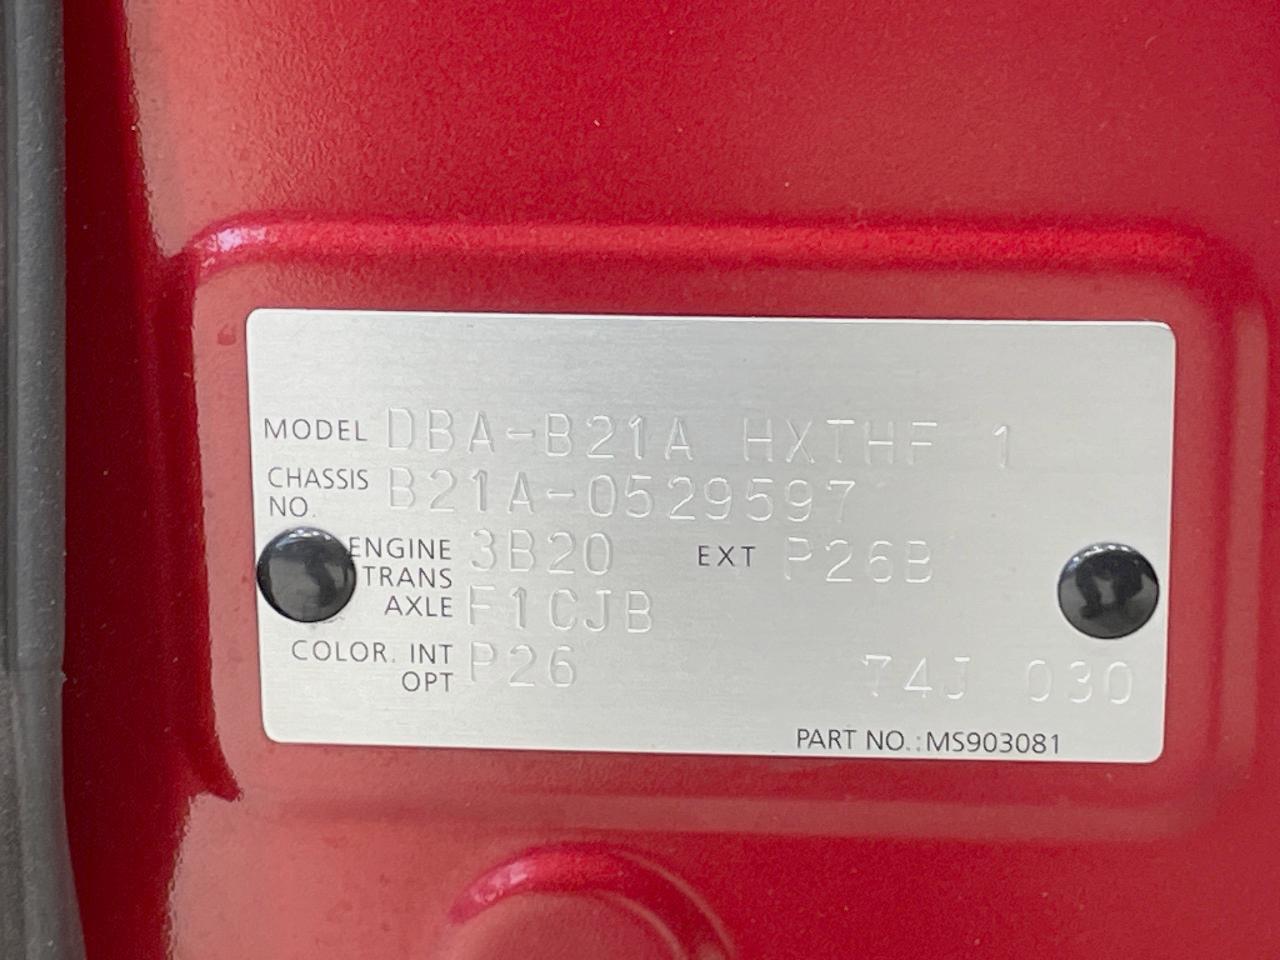 MODEL DBA-B21A HXTHF 1
CHASSIS NO. B21A-0529597
ENGINE 3B20 EXT P26B
TRANS AXLE F1CJB
COLOR. INT OPT P26 74J 030
PART NO.:MS903081